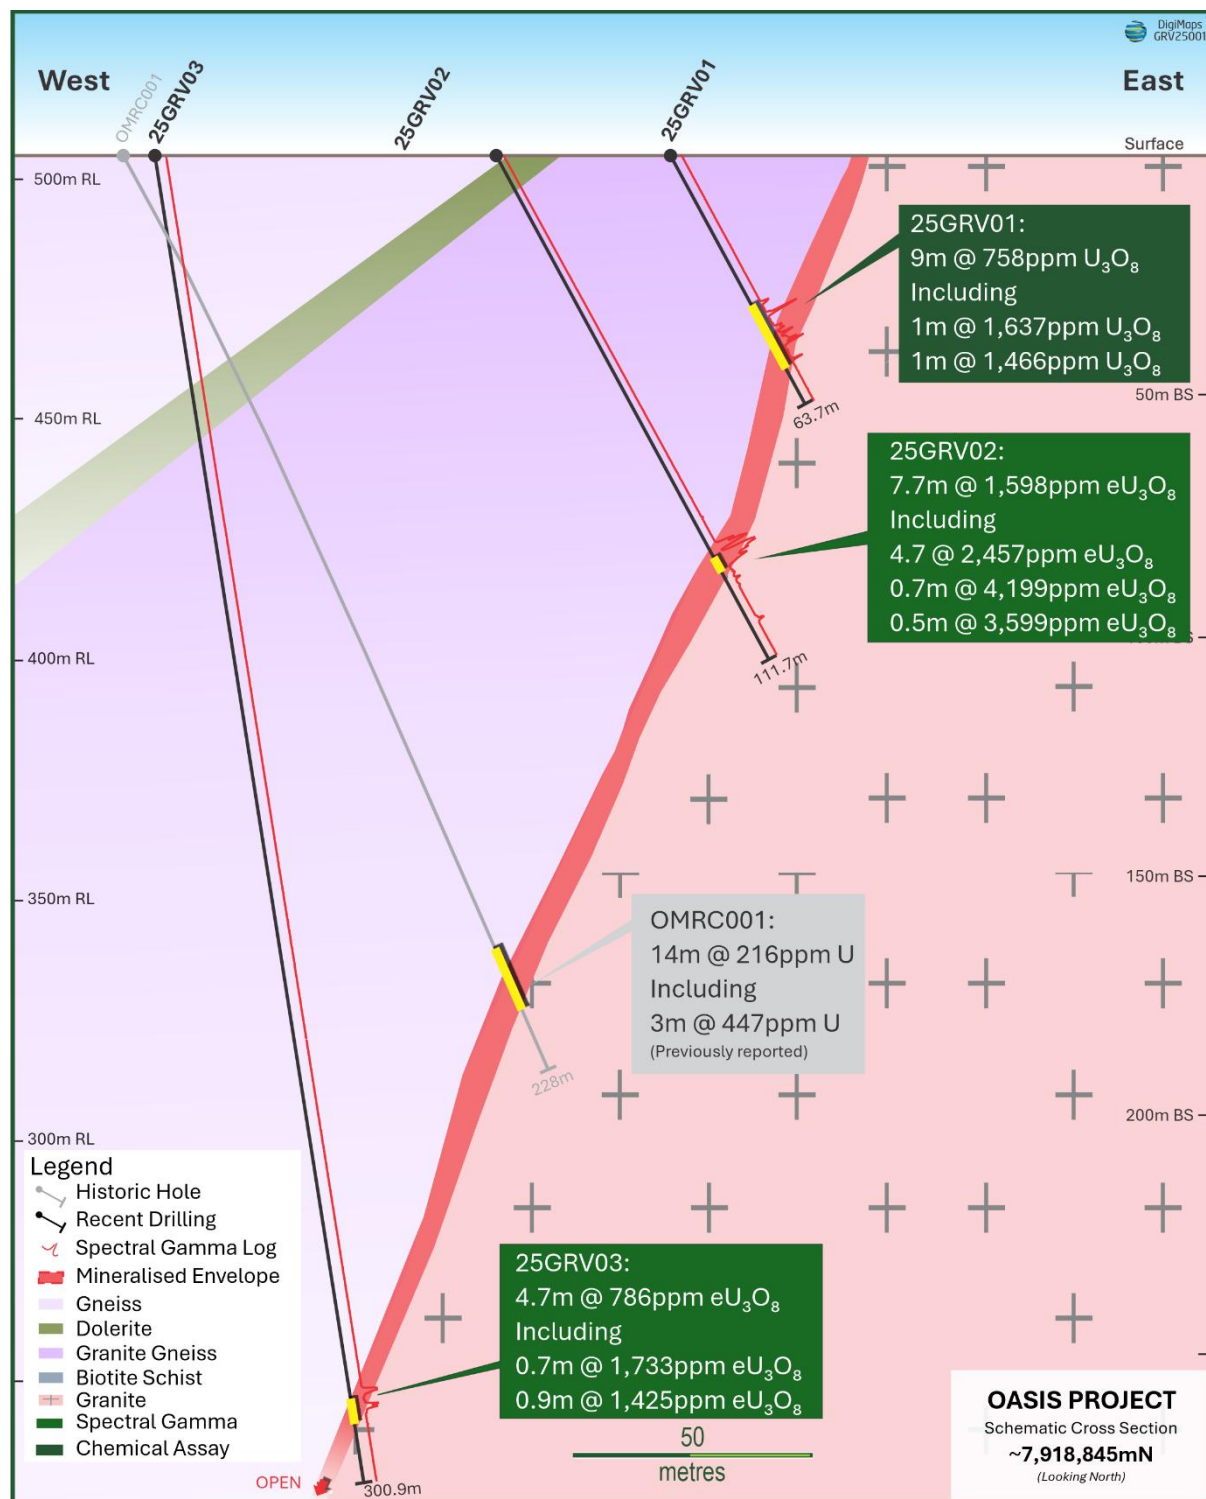 DigiMaps
GRV25001
West
OMRC001
25GRV03
25GRV02
25GRV01
East
Surface
500m RL
450m RL
400m RL
350m RL
300m RL
50m BS
150m BS
200m BS
25GRV01:
9m @ 758ppm U₃O₈
Including
1m @ 1,637ppm U₃O₈
1m @ 1,466ppm U₃O₈
63.7m
25GRV02:
7.7m @ 1,598ppm eU₃O₈
Including
4.7 @ 2,457ppm eU₃O₈
0.7m @ 4,199ppm eU₃O₈
0.5m @ 3,599ppm eU₃O₈
111.7m
OMRC001:
14m @ 216ppm U
Including
3m @ 447ppm U
(Previously reported)
228m
25GRV03:
4.7m @ 786ppm eU₃O₈
Including
0.7m @ 1,733ppm eU₃O₈
0.9m @ 1,425ppm eU₃O₈
300.9m
OPEN
Legend
Historic Hole
Recent Drilling
Spectral Gamma Log
Mineralised Envelope
Gneiss
Dolerite
Granite Gneiss
Biotite Schist
Granite
Spectral Gamma
Chemical Assay
50
metres
OASIS PROJECT
Schematic Cross Section
~7,918,845mN
(Looking North)